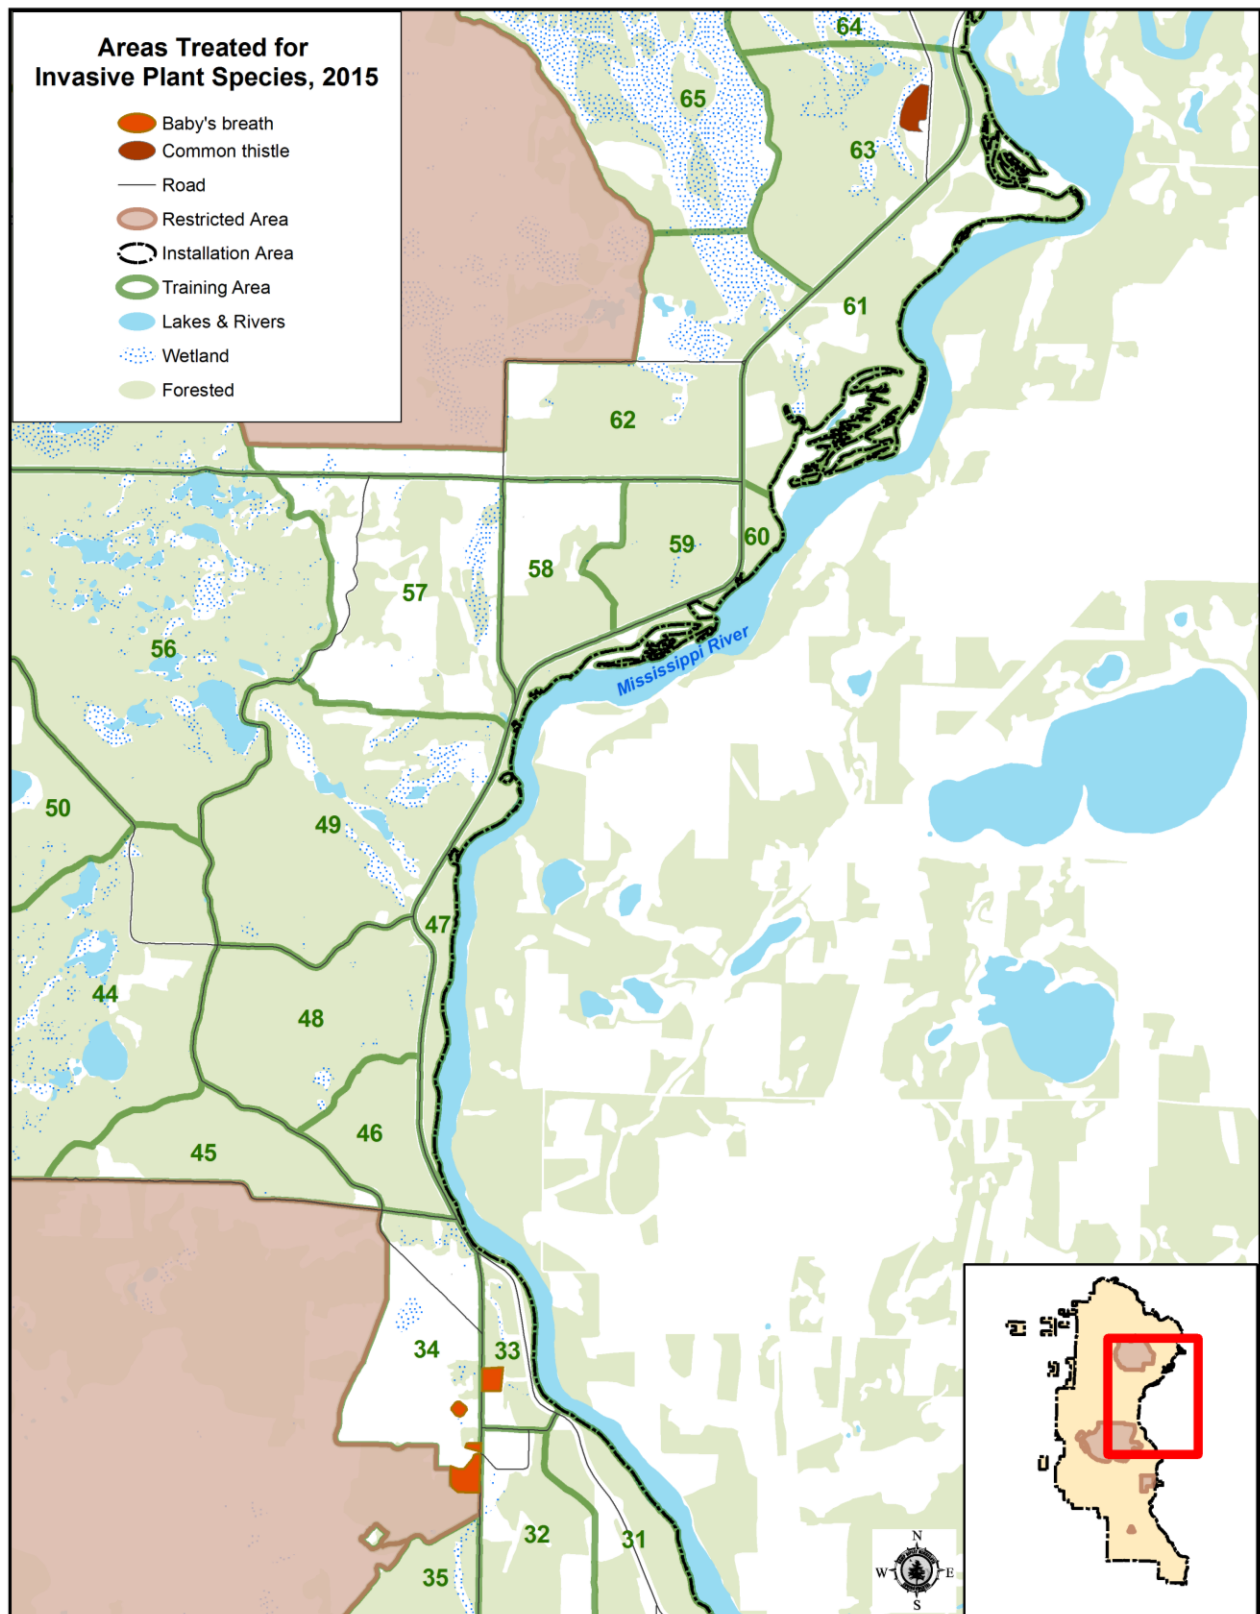 Areas Treated for
Invasive Plant Species, 2015
Baby's breath
Common thistle
Road
Restricted Area
Installation Area
Training Area
Lakes & Rivers
Wetland
Forested
64
65
63
61
62
59
60
58
57
56
Mississippi River
50
49
47
44
48
46
45
34
33
32
31
35
N
W
E
S